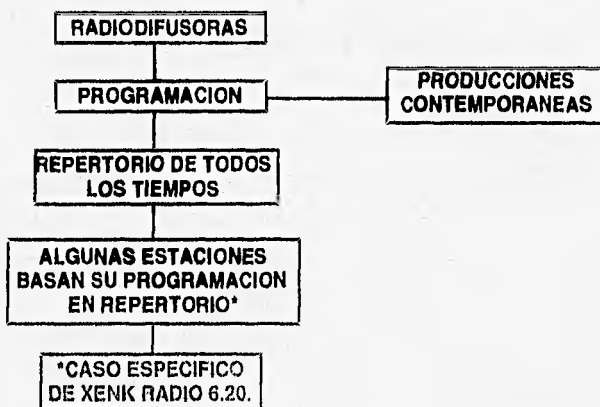 RADIODIFUSORAS
PROGRAMACION
PRODUCCIONES
CONTEMPORANEAS
REPERTORIO DE TODOS
LOS TIEMPOS
ALGUNAS ESTACIONES
BASAN SU PROGRAMACION
EN REPERTORIO*
*CASO ESPECIFICO
DE XENK RADIO 6.20.